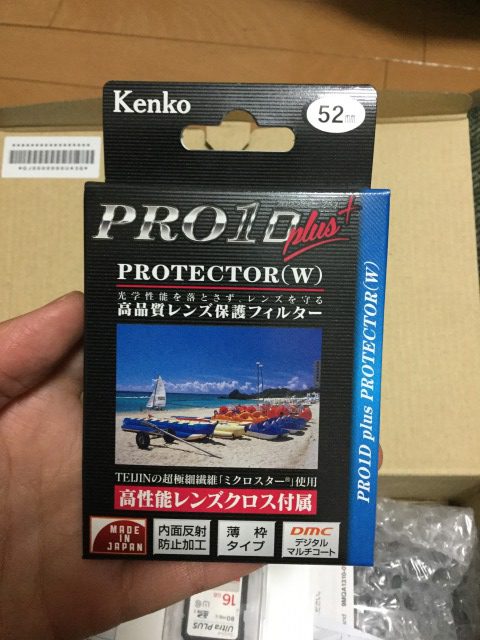 Kenko
52mm
PRO1D plus+
PROTECTOR(W)
光学性能を落とさず、レンズを守る
高品質レンズ保護フィルター
TEIJINの超極細繊維「ミクロスター®」使用
高性能レンズクロス付属
MADE IN JAPAN
内面反射
防止加工
薄枠
タイプ
DMC
デジタル
マルチコート
PRO1D plus PROTECTOR(W)
16GB
Ultra PLUS